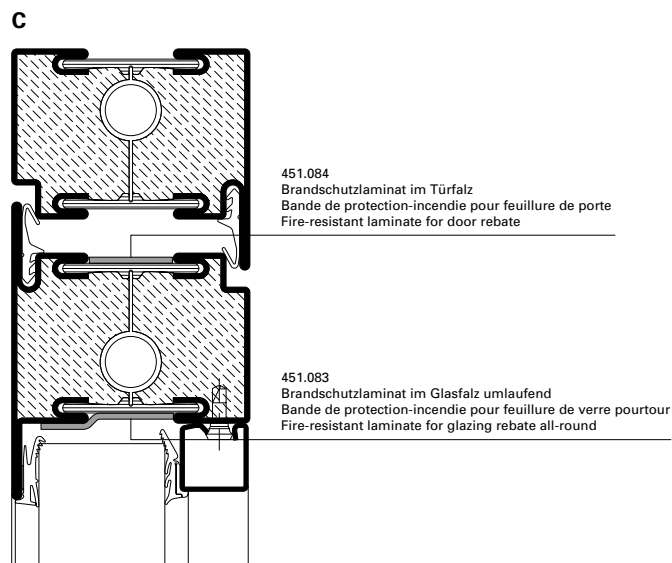 C
451.084
Brandschutzlaminat im Türfalz
Bande de protection-incendie pour feuillure de porte
Fire-resistant laminate for door rebate
451.083
Brandschutzlaminat im Glasfalz umlaufend
Bande de protection-incendie pour feuillure de verre pourtour
Fire-resistant laminate for glazing rebate all-round